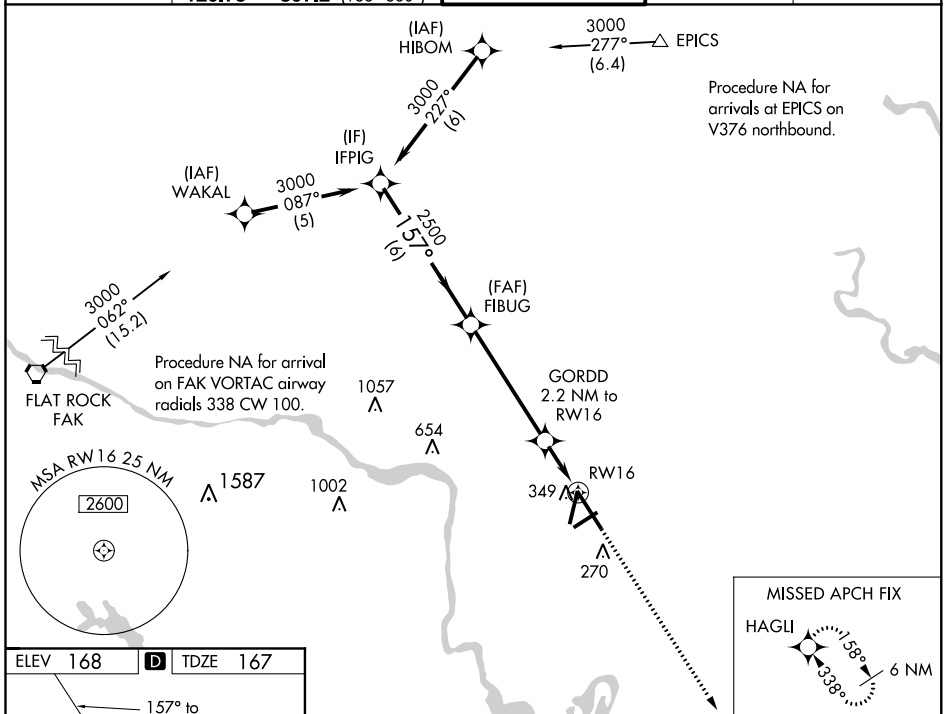 (IAF)
HIBOM
3000
277°
(6.4)
EPICS
Procedure NA for
arrivals at EPICS on
V376 northbound.
3000
227°
(6)
(IF)
IFPIG
(IAF)
WAKAL
3000
087°
(5)
2500
157°
(6)
3000
062°
(15.2)
(FAF)
FIBUG
FLAT ROCK
FAK
Procedure NA for arrival
on FAK VORTAC airway
radials 338 CW 100.
GORDD
2.2 NM to
RW16
1057
654
RW16
349
MSA RW16 25 NM
2600
1587
1002
270
MISSED APCH FIX
HAGLI
158°
338°
6 NM
ELEV 168 D TDZE 167
157° to